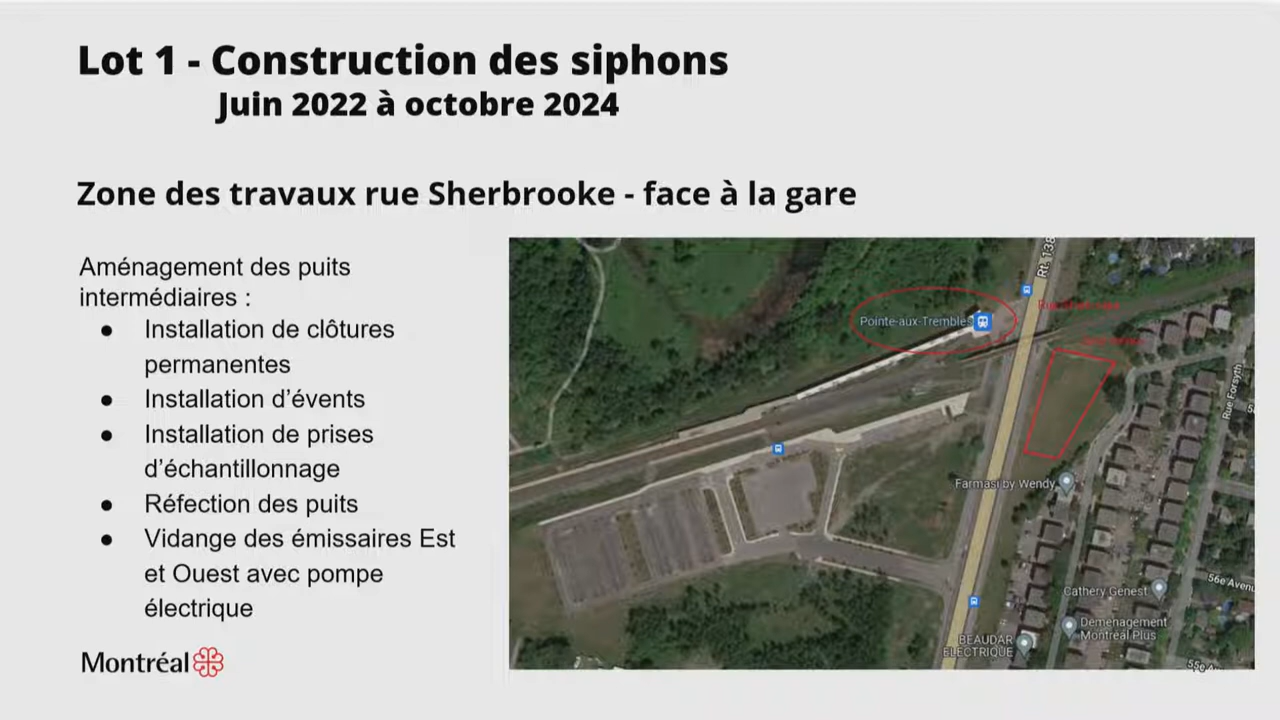 Lot 1 - Construction des siphons
Juin 2022 à octobre 2024
Zone des travaux rue Sherbrooke - face à la gare
Aménagement des puits
intermédiaires :
● Installation de clôtures
permanentes
● Installation d’évents
● Installation de prises
d’échantillonnage
● Réfection des puits
● Vidange des émissaires Est
et Ouest avec pompe
électrique
Montréal
Rt. 138
Pointe-aux-Trembles
Rue Forsyth
Farmasi by Wendy
56e Avenu
Cathery Genest
Déménagement
Montréal Plus
BEAUDAR
ÉLECTRIQUE
55e Av